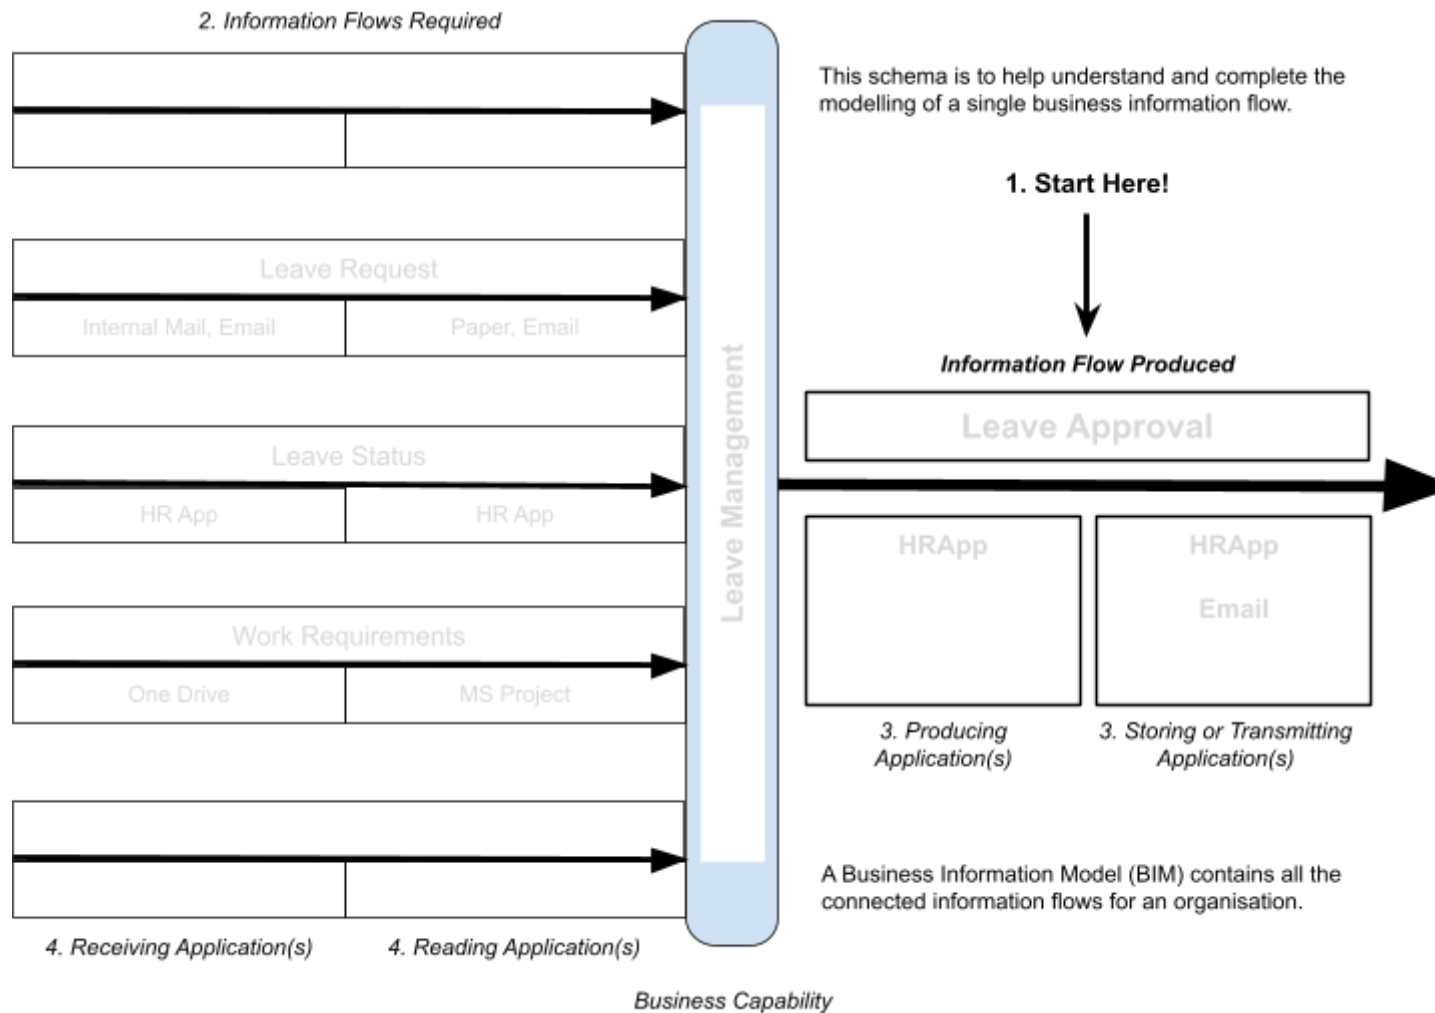 2. Information Flows Required
This schema is to help understand and complete the
modelling of a single business information flow.
1. Start Here!
Leave Request
Internal Mail, Email
Paper, Email
Leave Status
HR App
HR App
Work Requirements
One Drive
MS Project
4. Receiving Application(s)
4. Reading Application(s)
Leave Management
Business Capability
Information Flow Produced
Leave Approval
HRApp
HRApp
Email
3. Producing
Application(s)
3. Storing or Transmitting
Application(s)
A Business Information Model (BIM) contains all the
connected information flows for an organisation.